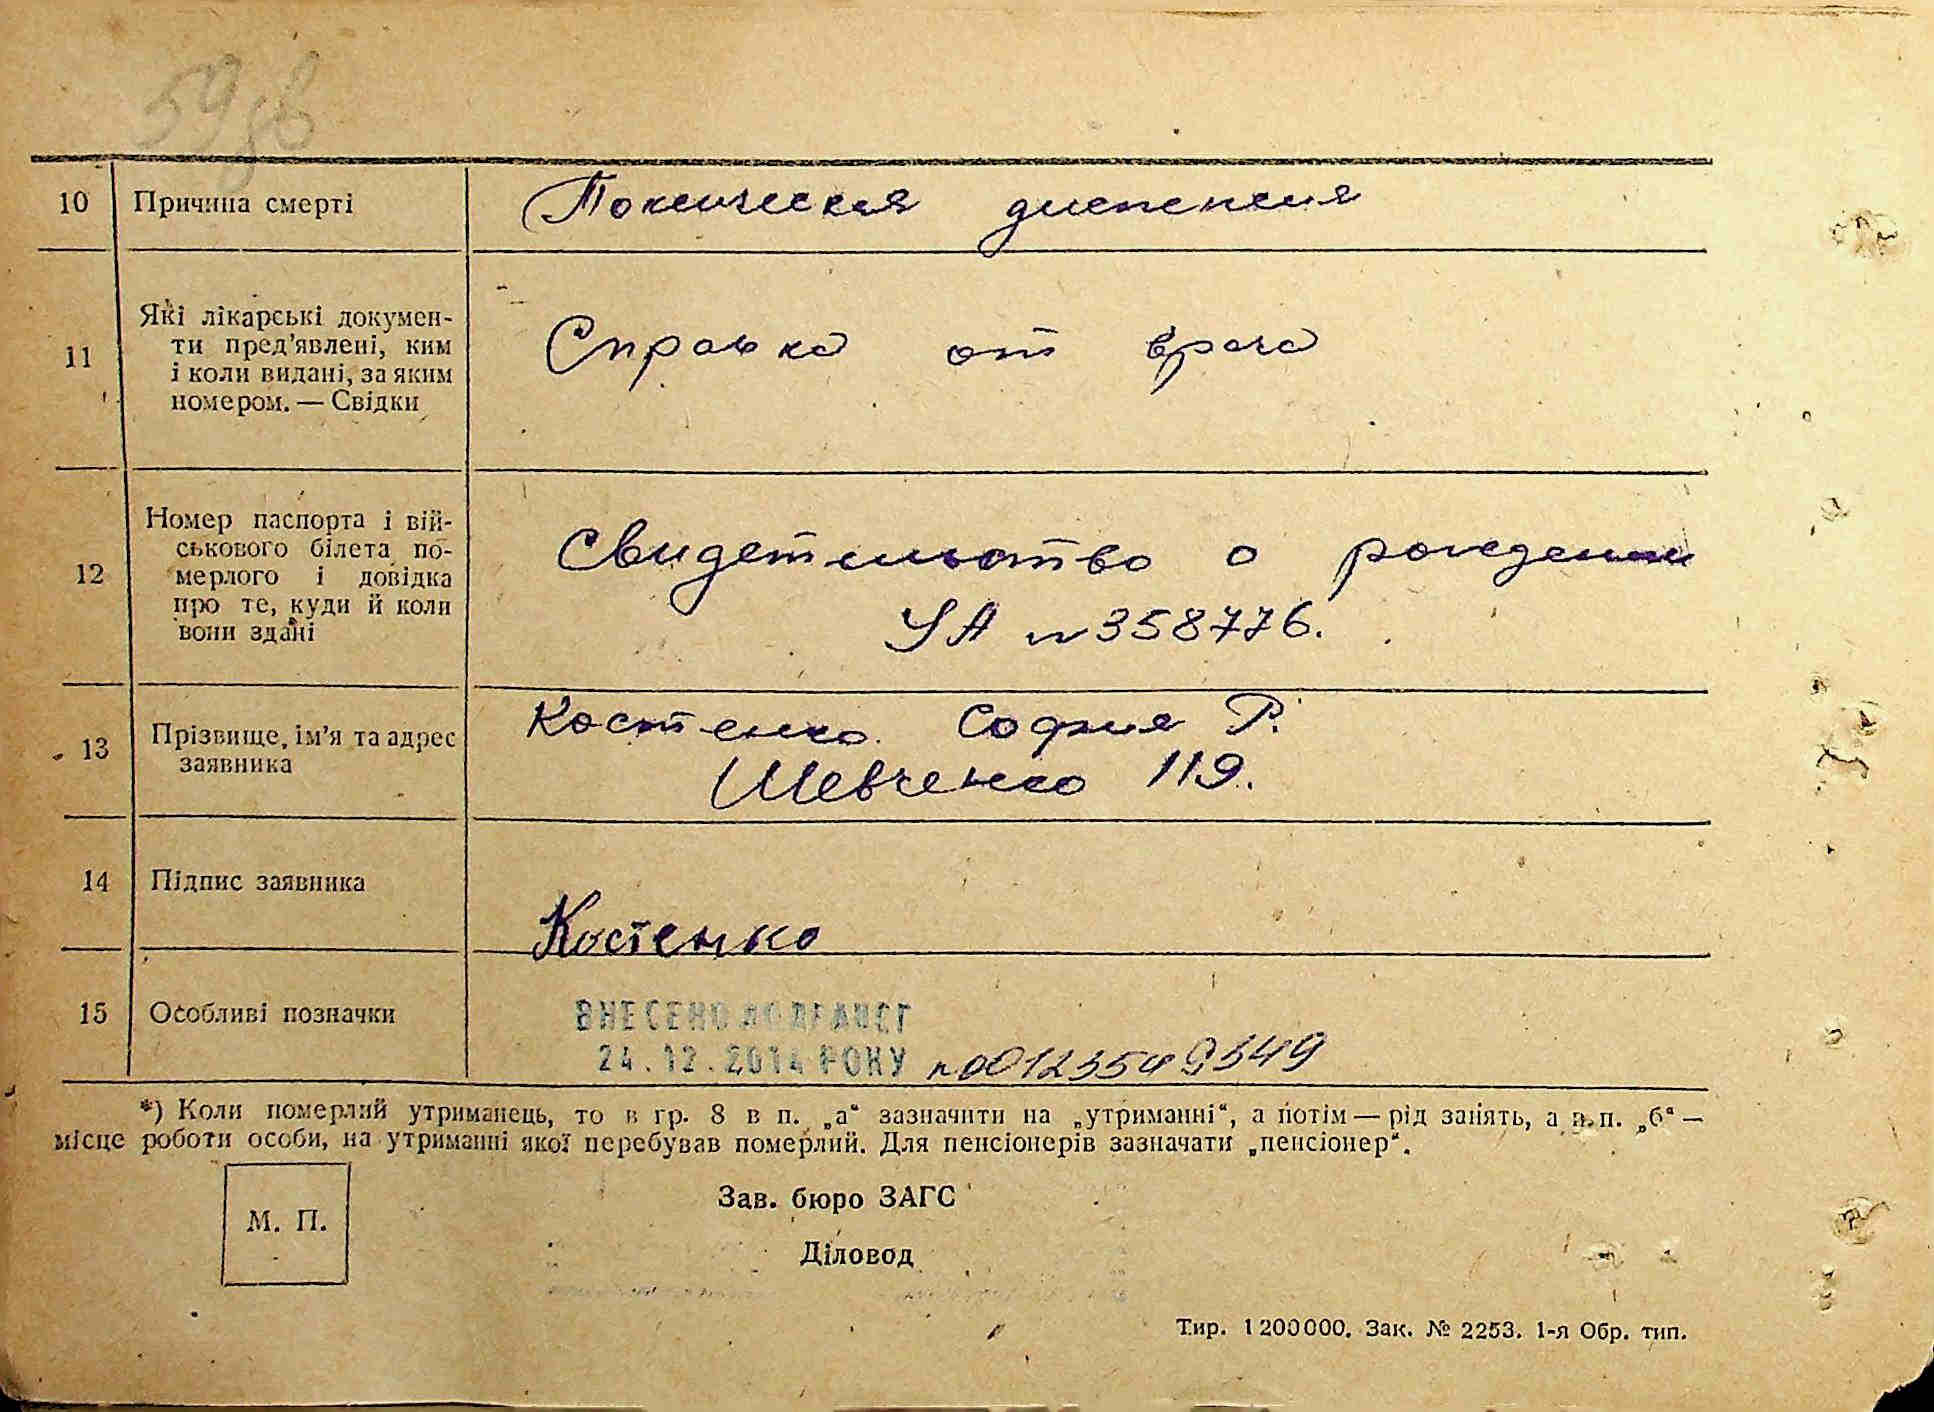 59зв
10 Причина смерті Токсическая диспепсия
11 Які лікарські докумен-
ти пред’явлені, ким
і коли видані, за яким
номером. — Свідки
Справка от врача
12 Номер паспорта і вій-
ськового білета по-
мерлого і довідка
про те, куди й коли
вони здані
Свидетельство о рождении
УА № 358776.
13 Прізвище, ім’я та адрес
заявника
Костенко София Р.
Шевченко 119.
14 Підпис заявника
Костенко
15 Особливі позначки
ВНЕСЕНО ДО ДРАЦСГ
24.12.2014 РОКУ
*) Коли померлий утриманець, то в гр. 8 в п. „а“ зазначити на „утриманні“, а потім — рід занять, а в п. „б“ —
місце роботи особи, на утриманні якої перебував померлий. Для пенсіонерів зазначати „пенсіонер“.
М. П.
Зав. бюро ЗАГС
Діловод
Тир. 1 200 000. Зак. № 2253. 1-я Обр. тип.